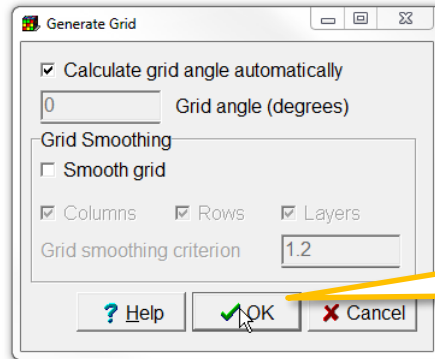 Generate Grid
Calculate grid angle automatically
0 Grid angle (degrees)
Grid Smoothing
Smooth grid
Columns Rows Layers
Grid smoothing criterion 1.2
? Help OK Cancel